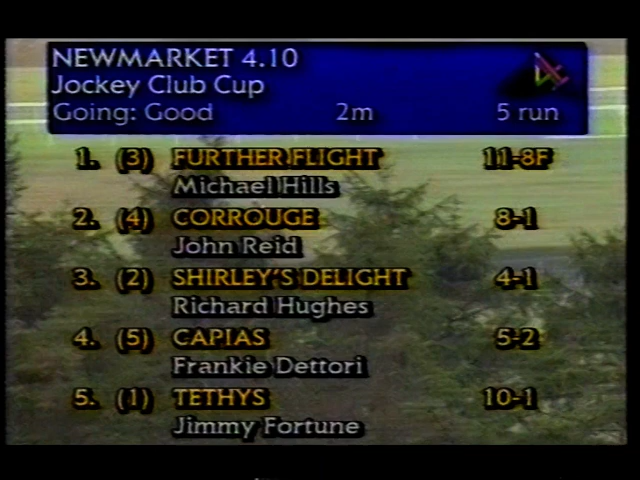 NEWMARKET 4.10
Jockey Club Cup
Going: Good 2m 5 run
1. (3) FURTHER FLIGHT 11-8F
Michael Hills
2. (4) CORROUGE 8-1
John Reid
3. (2) SHIRLEY'S DELIGHT 4-1
Richard Hughes
4. (5) CAPIAS 5-2
Frankie Dettori
5. (1) TETHYS 10-1
Jimmy Fortune